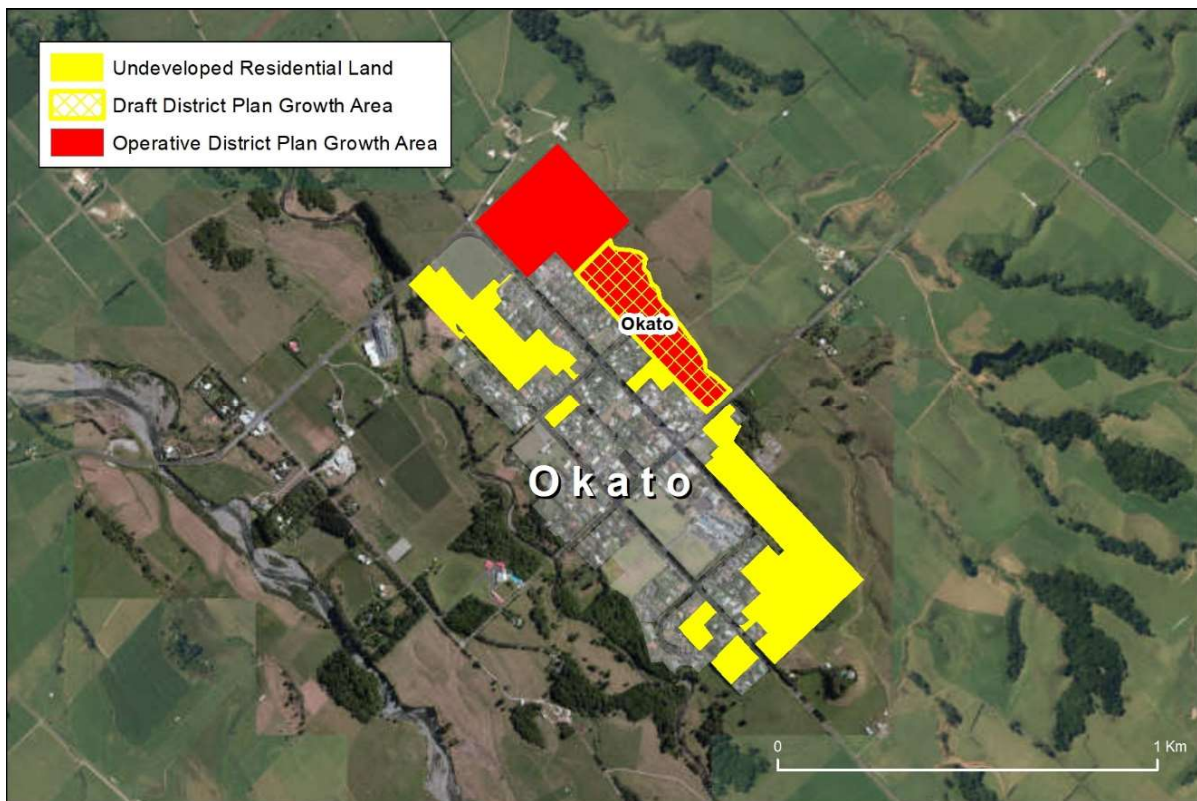 Undeveloped Residential Land
Draft District Plan Growth Area
Operative District Plan Growth Area
Okato
Okato
0
1 Km